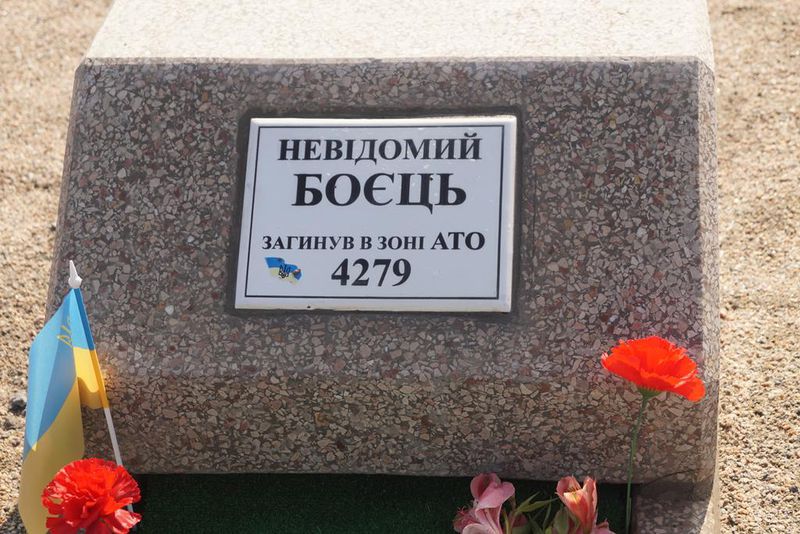 НЕВІДОМИЙ
БОЄЦЬ
ЗАГИНУВ В ЗОНІ АТО
4279